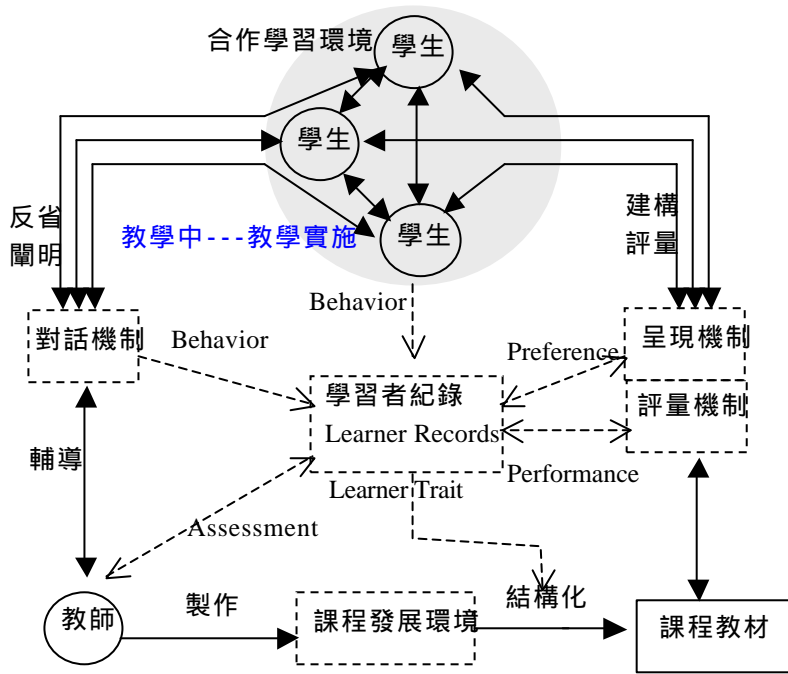 合作學習環境
學生
學生
學生
反省
闡明
教學中---教學實施
建構
評量
Behavior
對話機制
Behavior
Preference
呈現機制
學習者紀錄
Learner Records
評量機制
輔導
Learner Trait
Performance
Assessment
製作
結構化
教師
課程發展環境
課程教材